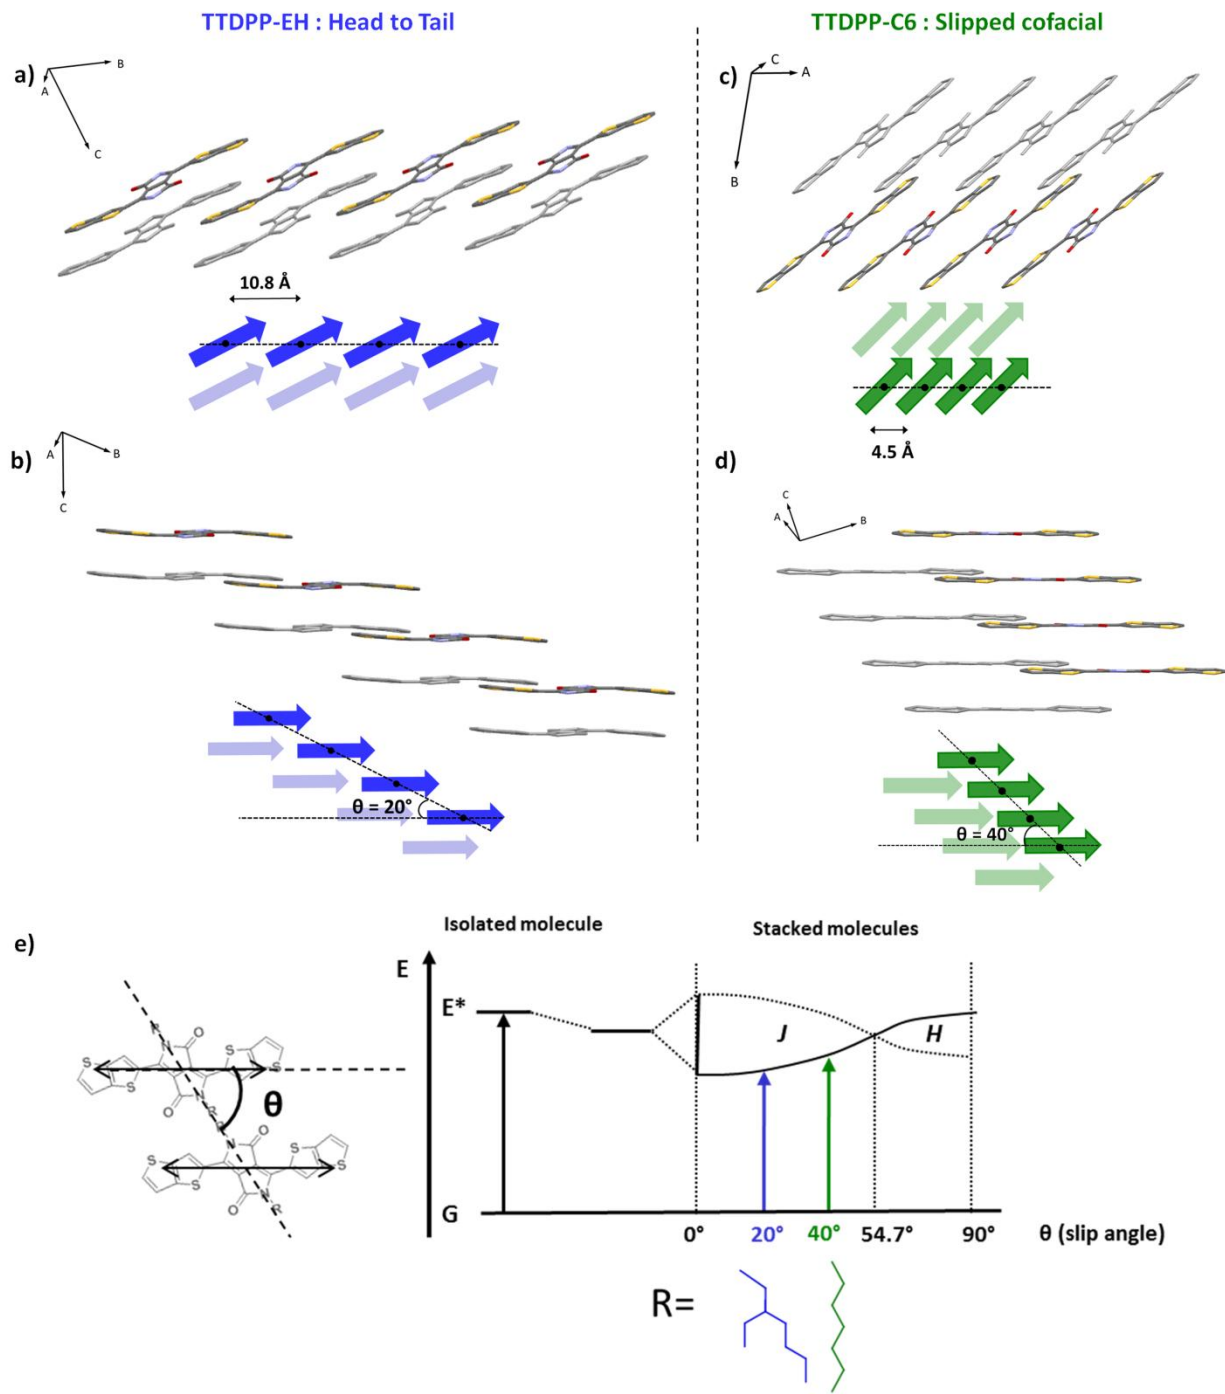 TTDPP-EH : Head to Tail
TTDPP-C6 : Slipped cofacial
a)
B
A
C
10.8 Å
c)
C
A
B
4.5 Å
b)
A
B
C
θ = 20°
d)
C
A
B
θ = 40°
e)
Isolated molecule
Stacked molecules
E
E*
J
H
G
0°
20°
40°
54.7°
90°
θ (slip angle)
R
N
O
S
S
S
S
θ
O
N
R
R
N
O
S
S
S
S
O
N
R
R=